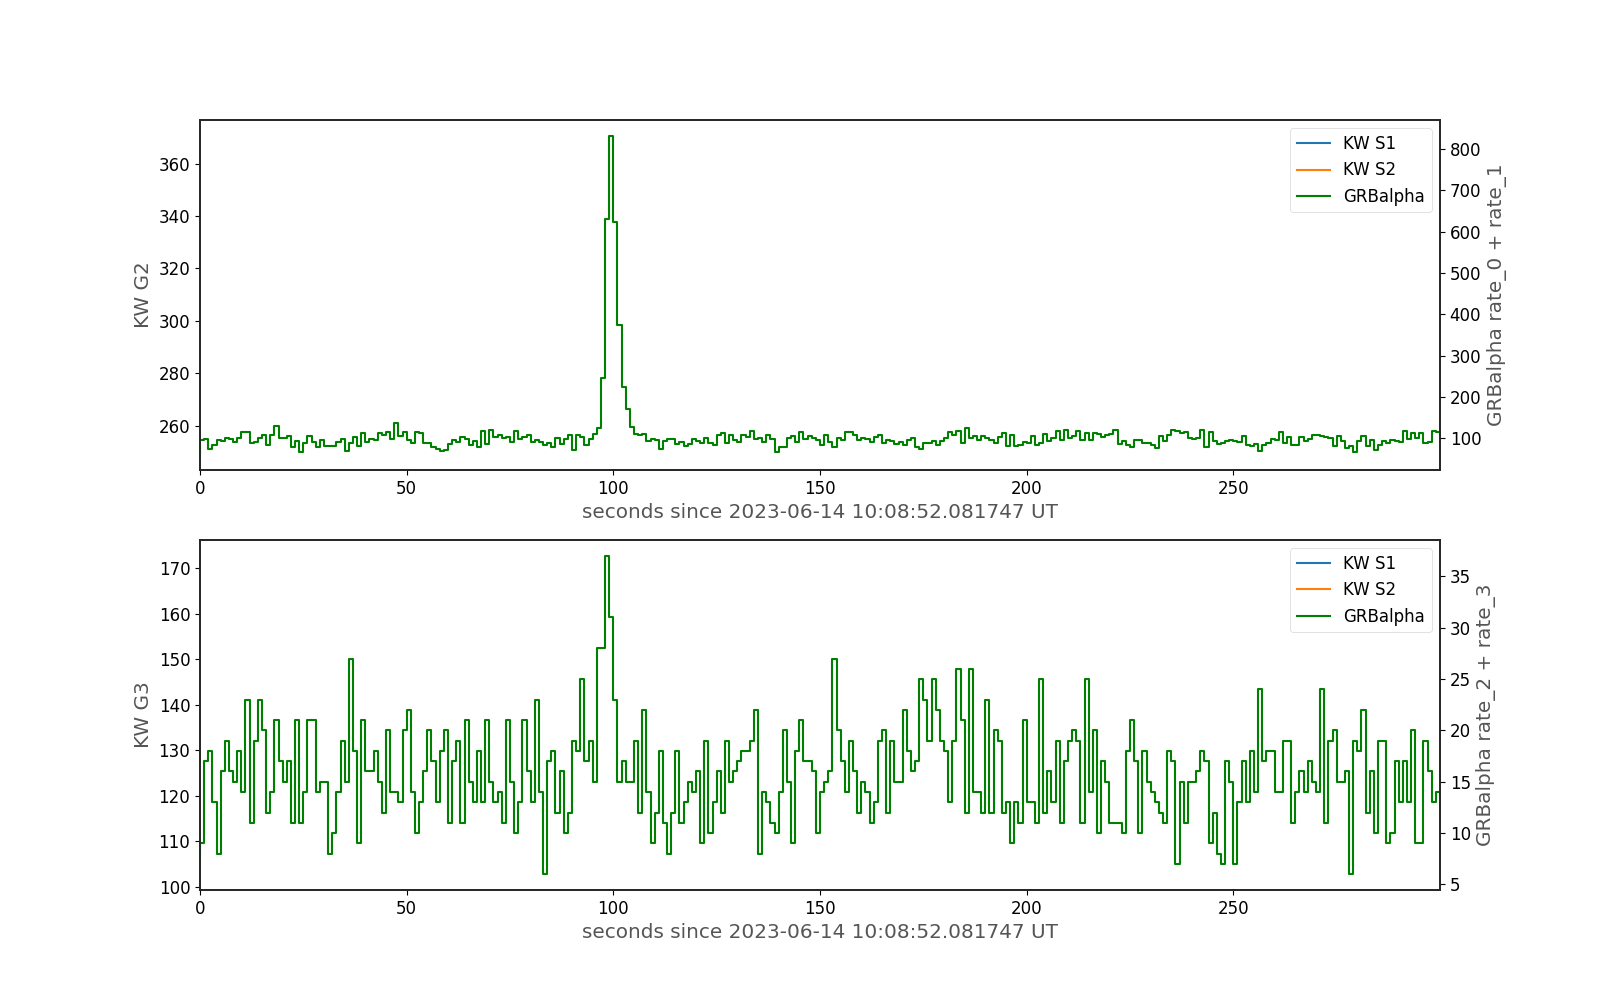 KW S1
KW S2
GRBalpha
360
340
320
300
280
260
KW G2
800
700
600
500
400
300
200
100
GRBalpha rate_0 + rate_1
0 50 100 150 200 250
seconds since 2023-06-14 10:08:52.081747 UT
KW S1
KW S2
GRBalpha
170
160
150
140
130
120
110
100
KW G3
35
30
25
20
15
10
5
GRBalpha rate_2 + rate_3
0 50 100 150 200 250
seconds since 2023-06-14 10:08:52.081747 UT